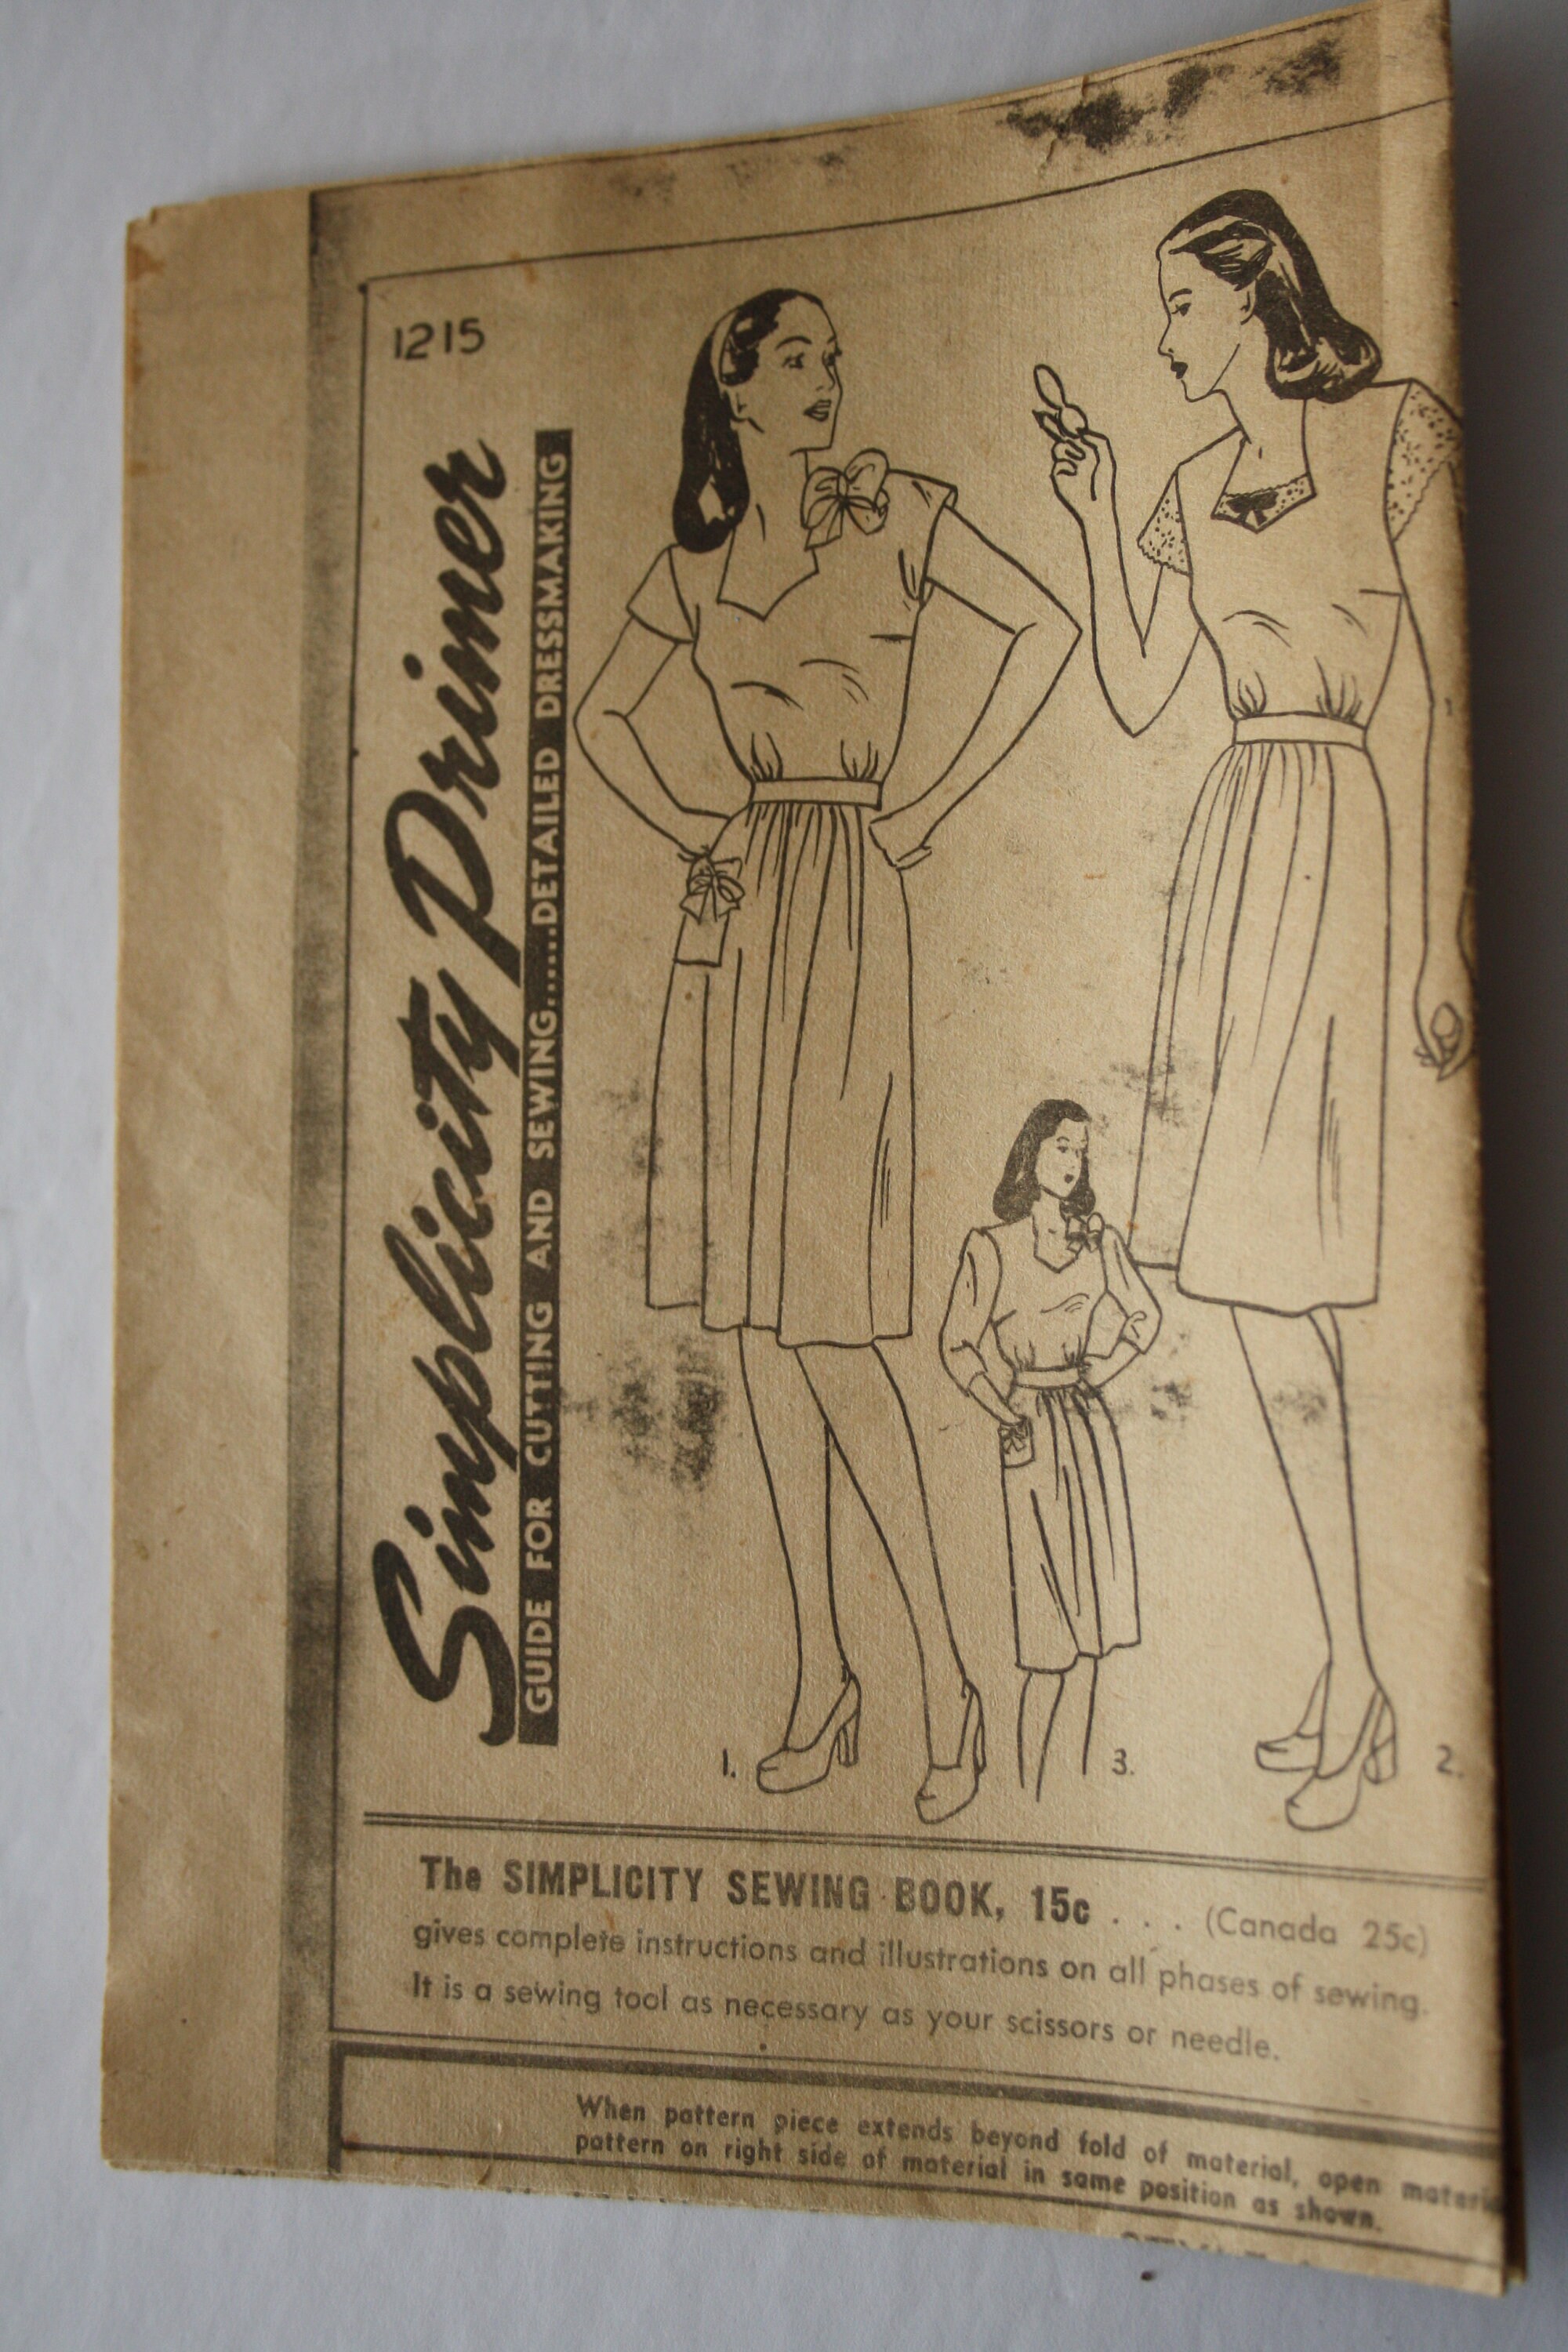 1215
Simplicity Primer
GUIDE FOR CUTTING AND SEWING......DETAILED DRESSMAKING
1.
3.
2.
The SIMPLICITY SEWING BOOK, 15c . . . (Canada 25c)
gives complete instructions and illustrations on all phases of sewing.
It is a sewing tool as necessary as your scissors or needle.
When pattern piece extends beyond fold of material, open
pattern on right side of material in same position as shown.